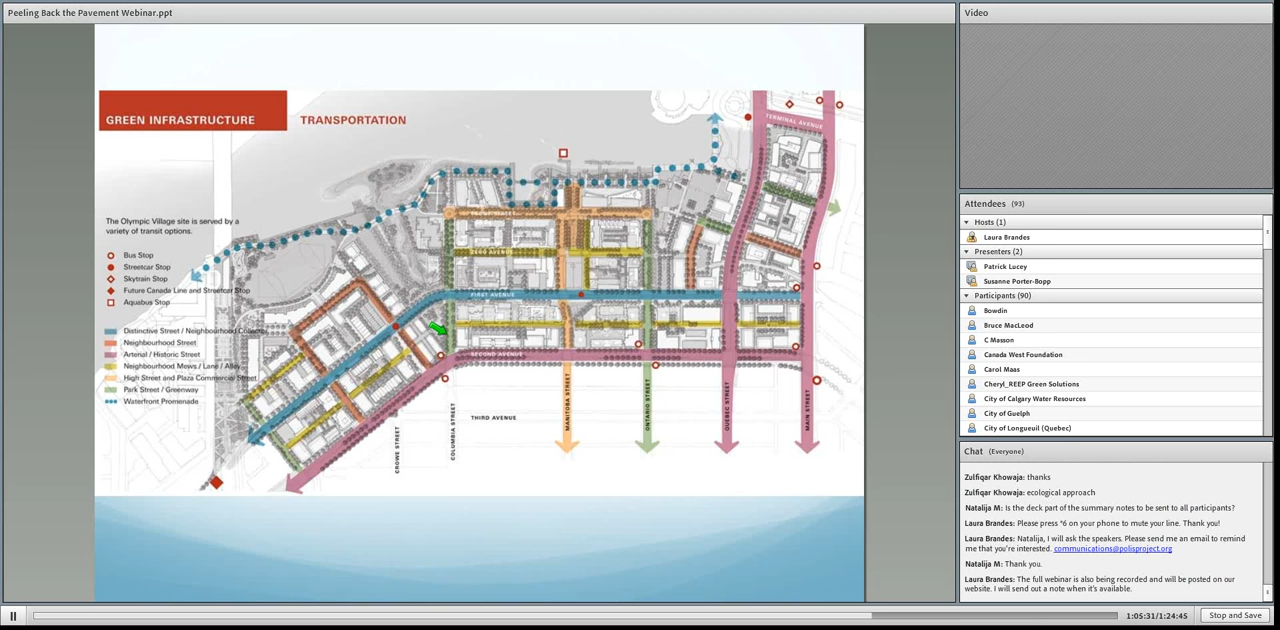 Peeling Back the Pavement Webinar.ppt
GREEN INFRASTRUCTURE
TRANSPORTATION
TERMINAL AVENUE
The Olympic Village site is served by a
variety of transit options.
Bus Stop
Streetcar Stop
Skytrain Stop
Future Canada Line and Streetcar Stop
Aquabus Stop
Distinctive Street / Neighbourhood Collector
Neighbourhood Street
Arterial / Historic Street
Neighbourhood Mews / Lane / Alley
High Street and Plaza Commercial Street
Park Street / Greenway
Waterfront Promenade
FIRST AVENUE
SECOND AVENUE
THIRD AVENUE
CROWE STREET
COLUMBIA STREET
MANITOBA STREET
ONTARIO STREET
QUEBEC STREET
MAIN STREET
Video
Attendees (93)
Hosts (1)
Laura Brandes
Presenters (2)
Patrick Lucey
Susanne Porter-Bopp
Participants (90)
Bowdin
Bruce MacLeod
C Masson
Canada West Foundation
Carol Maas
Cheryl_REEP Green Solutions
City of Calgary Water Resources
City of Guelph
City of Longueuil (Quebec)
Chat (Everyone)
Zulfiqar Khowaja: thanks
Zulfiqar Khowaja: ecological approach
Natalija M: Is the deck part of the summary notes to be sent to all participants?
Laura Brandes: Please press *6 on your phone to mute your line. Thank you!
Laura Brandes: Natalija, I will ask the speakers. Please send me an email to remind
me that you're interested. communications@polisproject.org
Natalija M: Thank you.
Laura Brandes: The full webinar is also being recorded and will be posted on our
website. I will send out a note when it's available.
1:05:31/1:24:45
Stop and Save